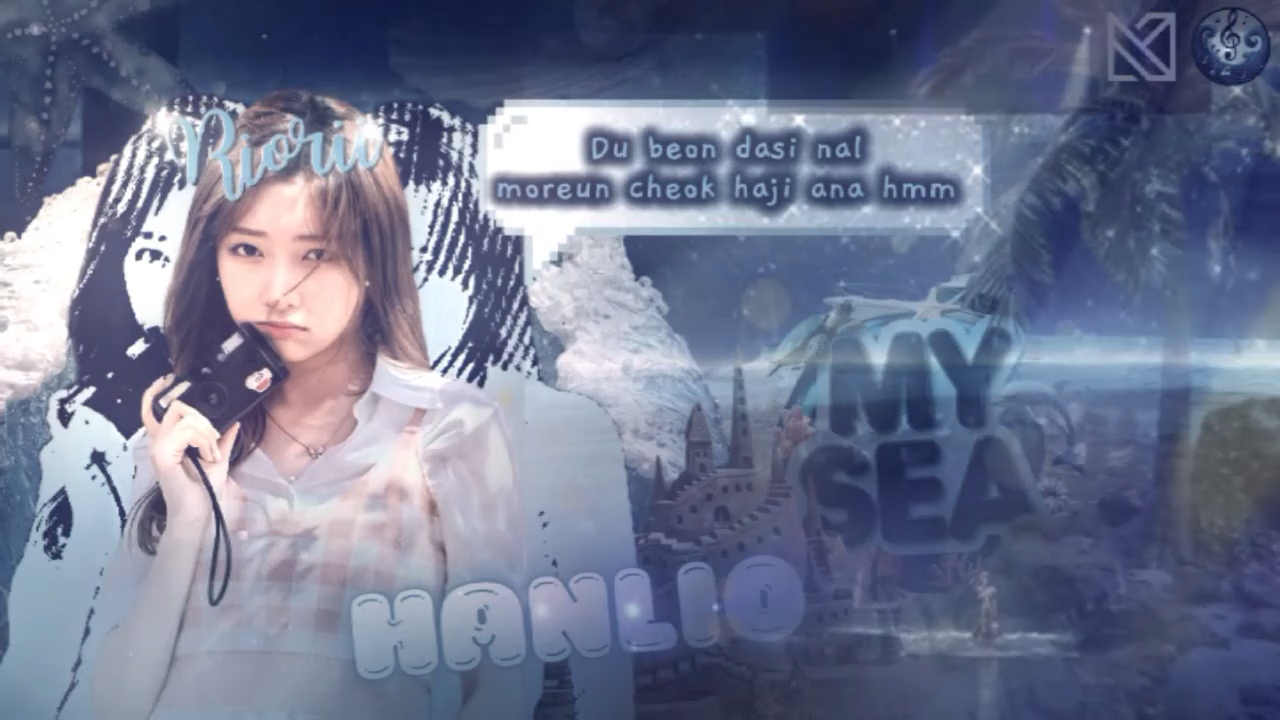 Riorii
Du beon dasi nal
moreun cheok haji ana hmm
MY
SEA
HANLIO